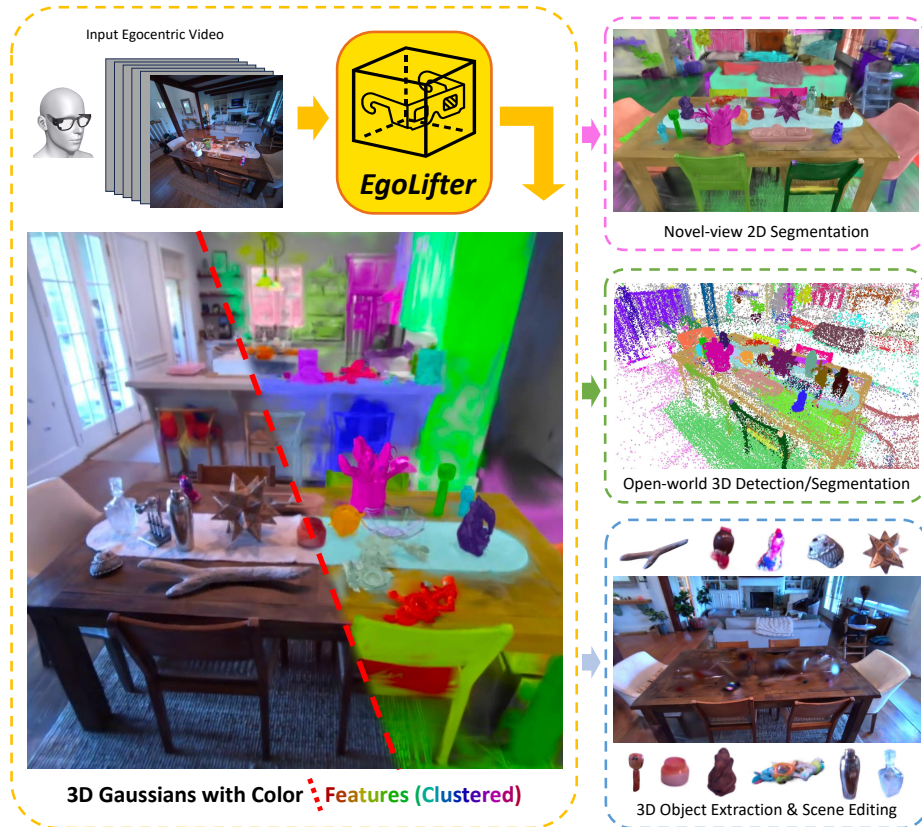 Input Egocentric Video
EgoLifter
3D Gaussians with Color
Features (Clustered)
Novel-view 2D Segmentation
Open-world 3D Detection/Segmentation
3D Object Extraction & Scene Editing